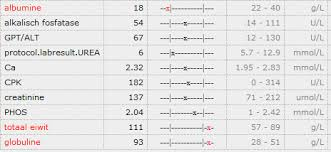 albumine 18 --x|-------|--- 22 - 40 g/L
alkalisch fosfatase 54 ---|---x---|--- 14 - 111 U/L
GPT/ALT 67 ---|---x---|--- 12 - 130 U/L
protocol.labresult.UREA 6 ---|x------|--- 5.7 - 12.9 mmol/L
Ca 2.32 ---|---x---|--- 1.95 - 2.83 mmol/L
CPK 182 ---|---x---|--- 0 - 314 U/L
creatinine 137 ---|---x---|--- 71 - 212 umol/L
PHOS 2.04 ---|-----x-|--- 1 - 2.42 mmol/L
totaal eiwit 111 ---|-------|-x- 57 - 89 g/L
globuline 93 ---|-------|-x- 28 - 51 g/L